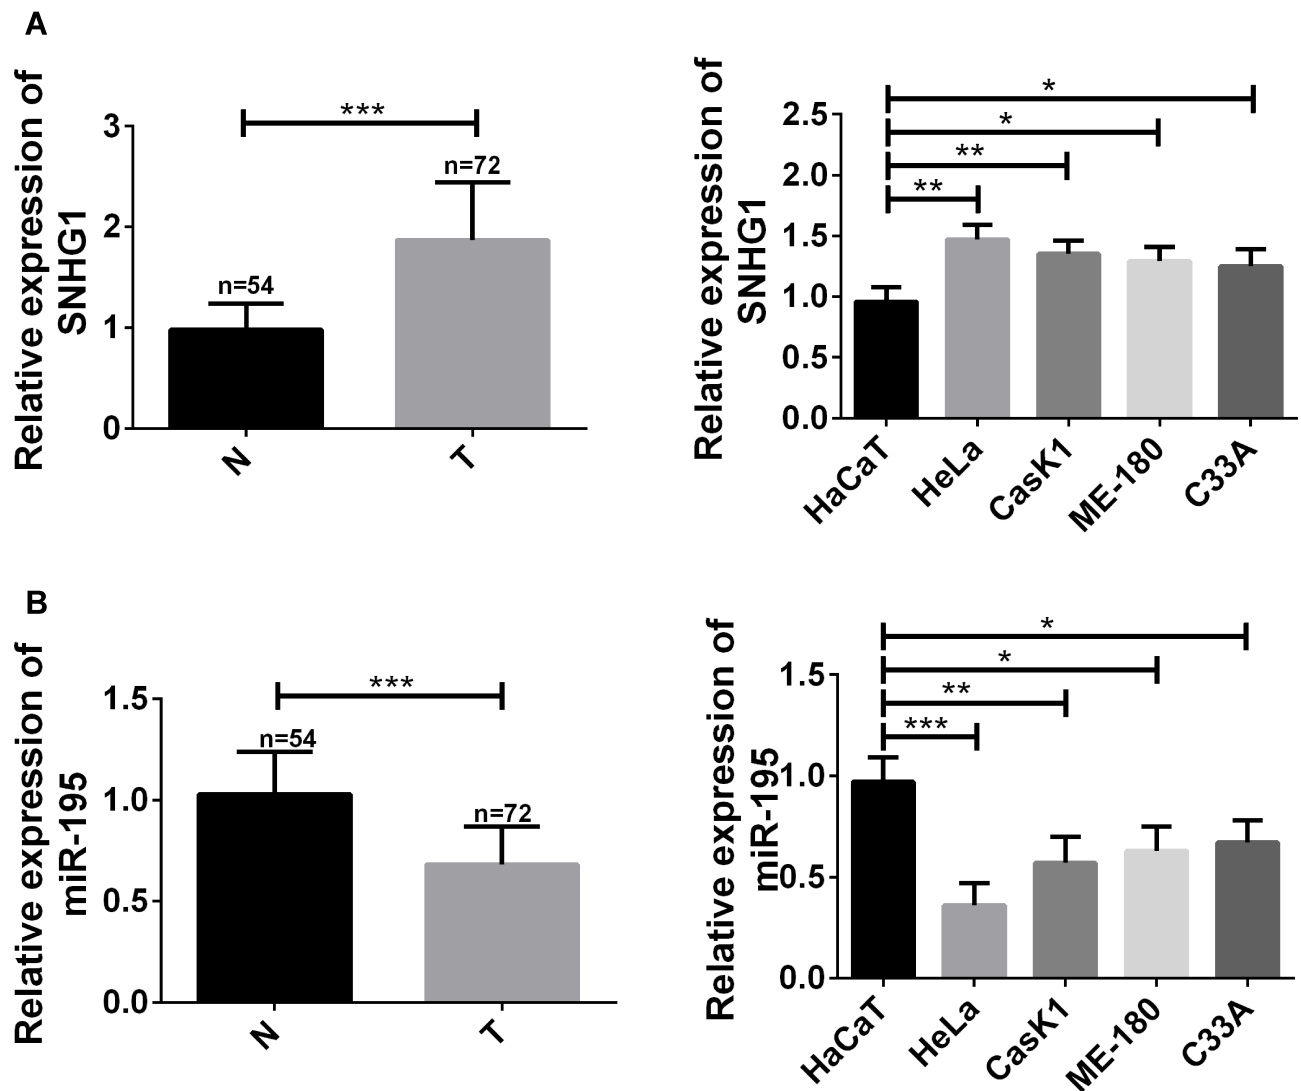 A
Relative expression of
SNHG1
3
2
1
0
***
n=54
n=72
N
T
Relative expression of
SNHG1
2.5
2.0
1.5
1.0
0.5
0.0
*
*
**
**
HaCaT
HeLa
CasK1
ME-180
C33A
B
Relative expression of
miR-195
1.5
1.0
0.5
0.0
***
n=54
n=72
N
T
Relative expression of
miR-195
1.5
1.0
0.5
0.0
*
*
**
***
HaCaT
HeLa
CasK1
ME-180
C33A